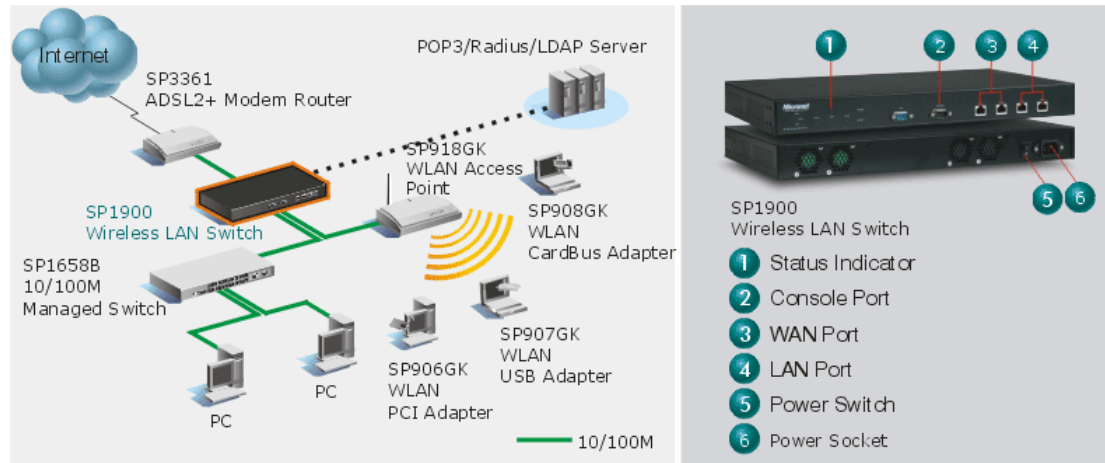 Internet
SP3361
ADSL2+ Modem Router
POP3/Radius/LDAP Server
SP918GK
WLAN Access
Point
SP1900
Wireless LAN Switch
SP908GK
WLAN
CardBus Adapter
SP1658B
10/100M
Managed Switch
SP907GK
WLAN
USB Adapter
SP906GK
WLAN
PCI Adapter
PC
PC
10/100M
1
2
3
4
Micronet
5
6
SP1900
Wireless LAN Switch
1 Status Indicator
2 Console Port
3 WAN Port
4 LAN Port
5 Power Switch
6 Power Socket